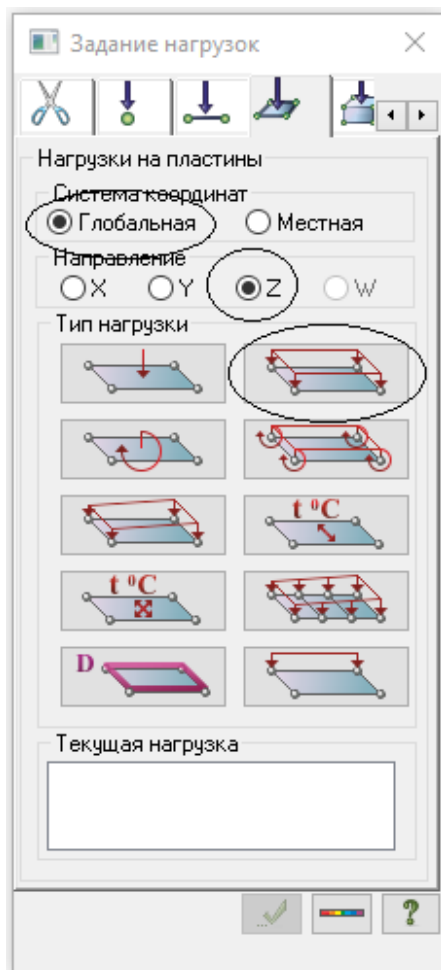 Задание нагрузок
Нагрузки на пластины
Система координат
Глобальная Местная
Направление
X Y Z W
Тип нагрузки
t °C
t °C
D
Текущая нагрузка
?